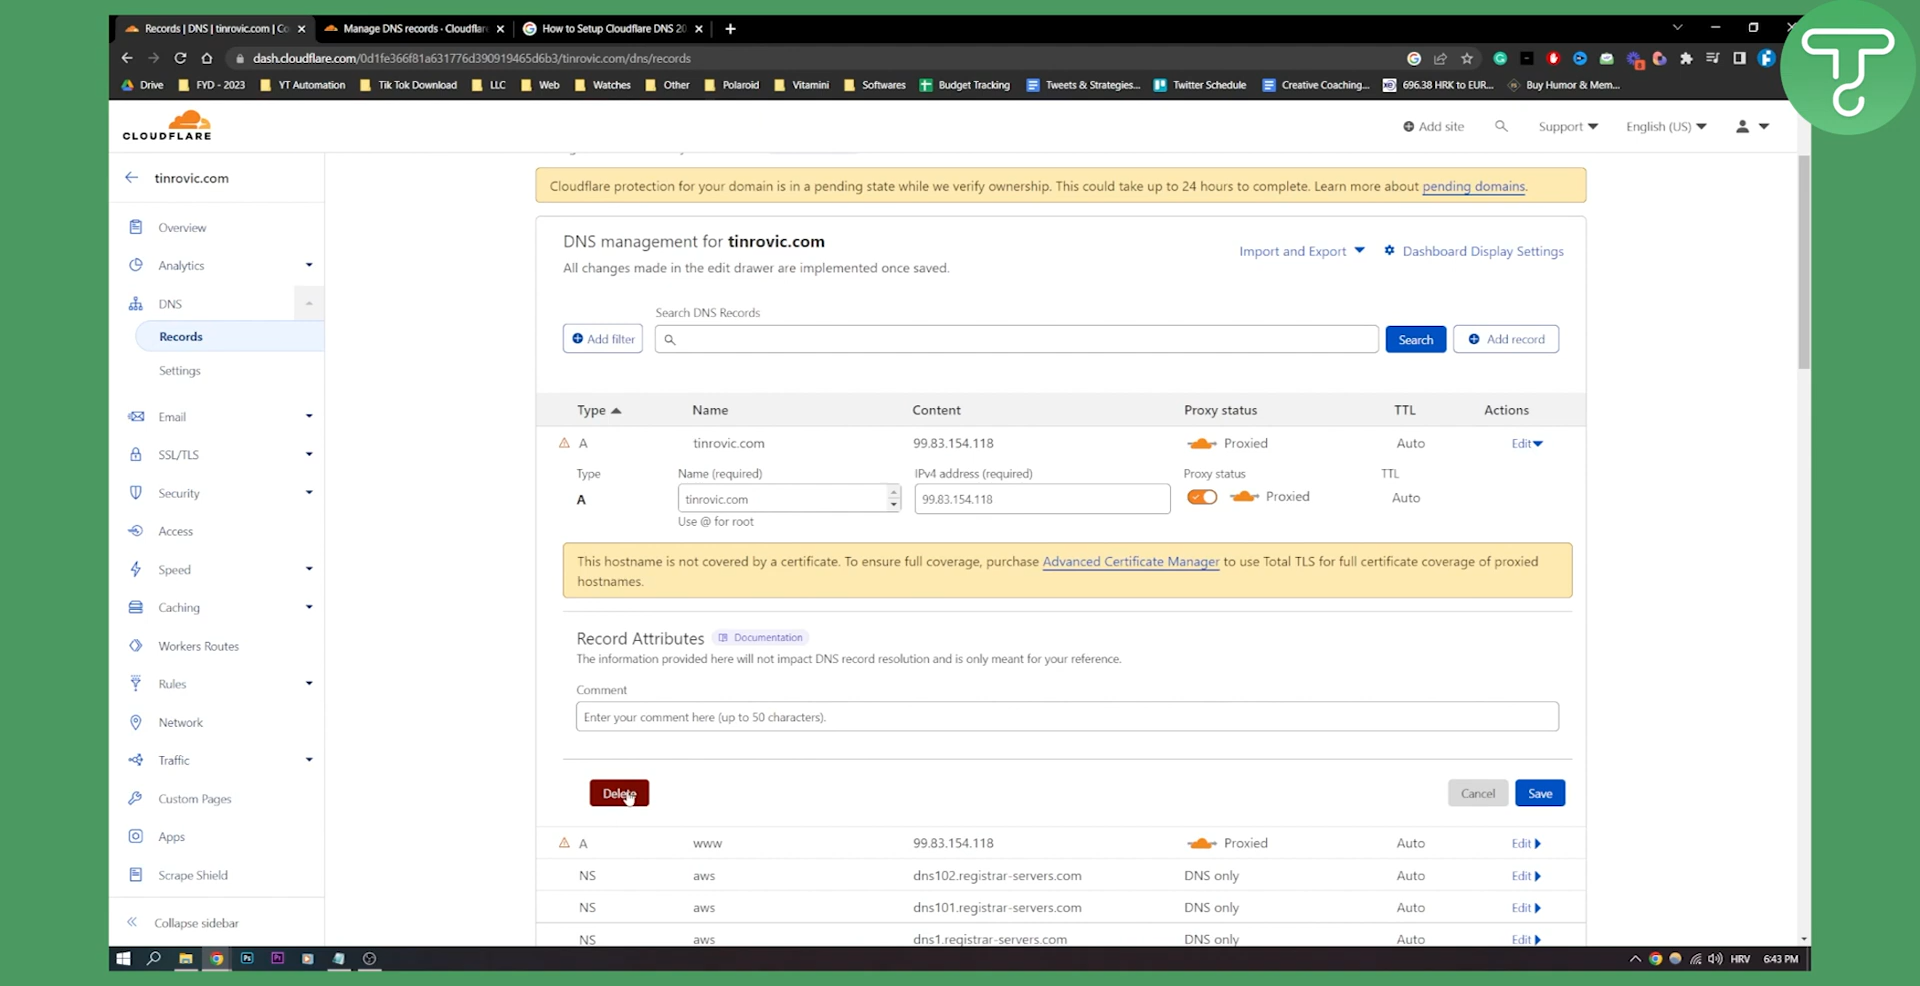 Records | DNS | tinrovic.com | Co
Manage DNS records · Cloudflare
How to Setup Cloudflare DNS 20
dash.cloudflare.com/0d1fe366f81a631776d390919465d6b3/tinrovic.com/dns/records
Drive FYD - 2023 YT Automation Tik Tok Download LLC Web Watches Other Polaroid Vitamini Softwares Budget Tracking Tweets & Strategies... Twitter Schedule Creative Coaching... 696.38 HRK to EUR... Buy Humor & Mem...
CLOUDFLARE
Add site Support English (US)
tinrovic.com
Overview
Analytics
DNS
Records
Settings
Email
SSL/TLS
Security
Access
Speed
Caching
Workers Routes
Rules
Network
Traffic
Custom Pages
Apps
Scrape Shield
Collapse sidebar
Cloudflare protection for your domain is in a pending state while we verify ownership. This could take up to 24 hours to complete. Learn more about pending domains.
DNS management for tinrovic.com
All changes made in the edit drawer are implemented once saved.
Import and Export Dashboard Display Settings
Search DNS Records
Add filter Search Add record
Type Name Content Proxy status TTL Actions
A tinrovic.com 99.83.154.118 Proxied Auto Edit
Type Name (required) IPv4 address (required) Proxy status TTL
A tinrovic.com 99.83.154.118 Proxied Auto
Use @ for root
This hostname is not covered by a certificate. To ensure full coverage, purchase Advanced Certificate Manager to use Total TLS for full certificate coverage of proxied
hostnames.
Record Attributes Documentation
The information provided here will not impact DNS record resolution and is only meant for your reference.
Comment
Enter your comment here (up to 50 characters).
Delete Cancel Save
A www 99.83.154.118 Proxied Auto Edit
NS aws dns102.registrar-servers.com DNS only Auto Edit
NS aws dns101.registrar-servers.com DNS only Auto Edit
NS aws dns1.registrar-servers.com DNS only Auto Edit
Ps Pr HRV 6:43 PM